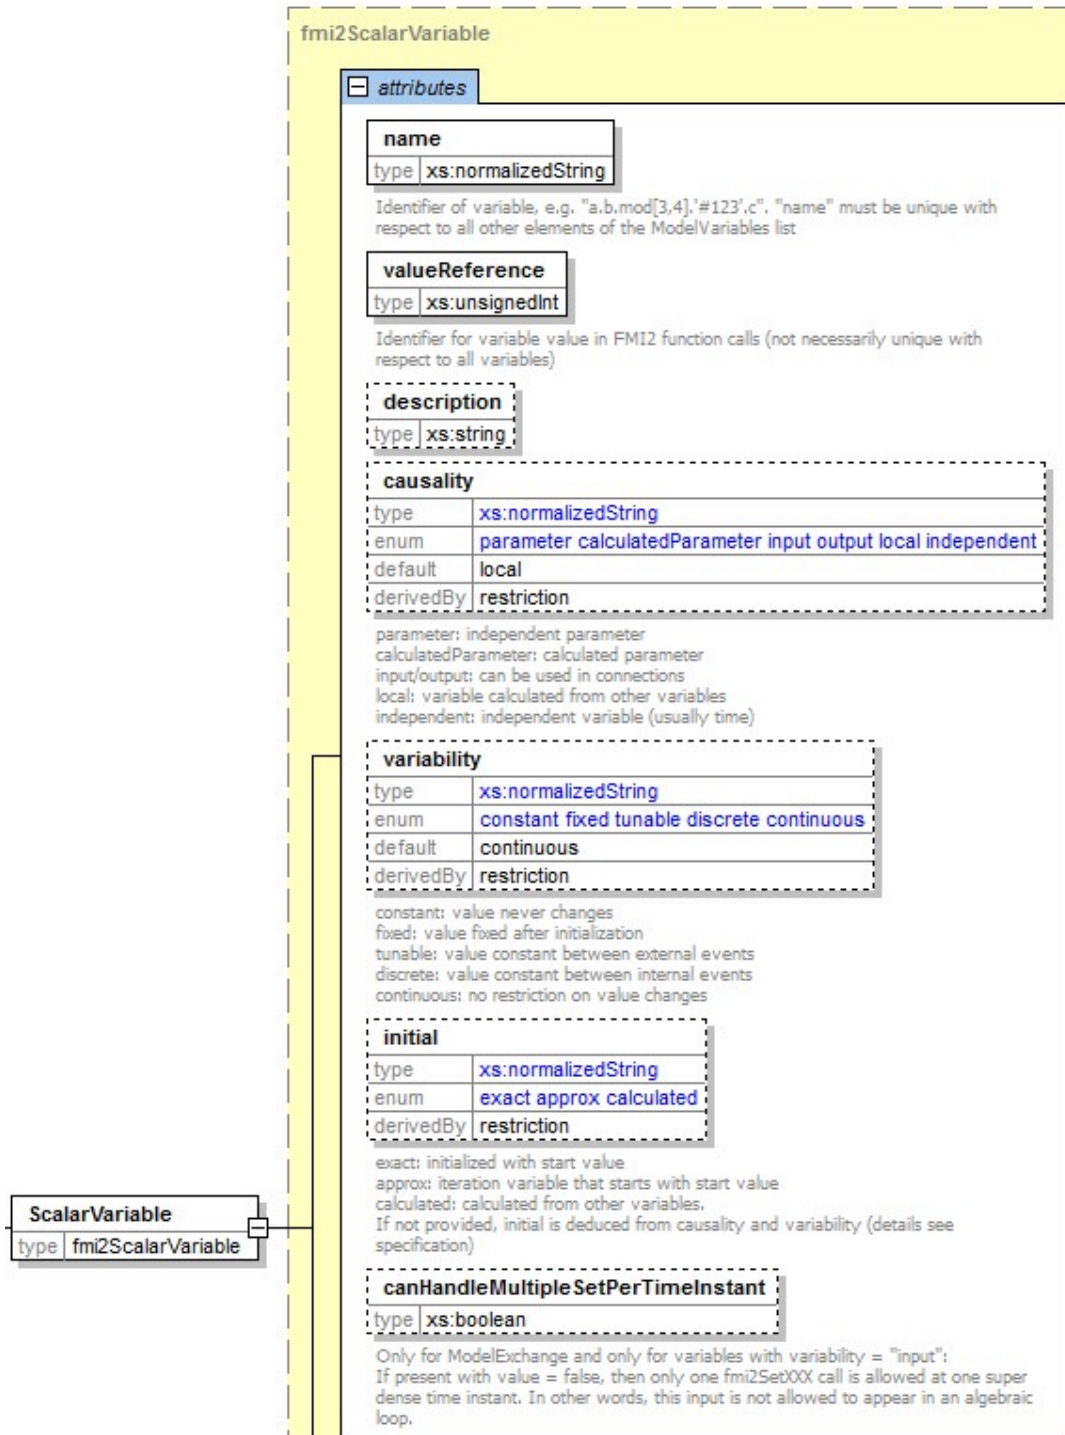 fmi2ScalarVariable
attributes
name
type xs:normalizedString
Identifier of variable, e.g. "a.b.mod[3,4].'#123'.c". "name" must be unique with
respect to all other elements of the ModelVariables list
valueReference
type xs:unsignedInt
Identifier for variable value in FMI2 function calls (not necessarily unique with
respect to all variables)
description
type xs:string
causality
type xs:normalizedString
enum parameter calculatedParameter input output local independent
default local
derivedBy restriction
parameter: independent parameter
calculatedParameter: calculated parameter
input/output: can be used in connections
local: variable calculated from other variables
independent: independent variable (usually time)
variability
type xs:normalizedString
enum constant fixed tunable discrete continuous
default continuous
derivedBy restriction
constant: value never changes
fixed: value fixed after initialization
tunable: value constant between external events
discrete: value constant between internal events
continuous: no restriction on value changes
initial
type xs:normalizedString
enum exact approx calculated
derivedBy restriction
exact: initialized with start value
approx: iteration variable that starts with start value
calculated: calculated from other variables.
If not provided, initial is deduced from causality and variability (details see
specification)
ScalarVariable
type fmi2ScalarVariable
canHandleMultipleSetPerTimeInstant
type xs:boolean
Only for ModelExchange and only for variables with variability = "input":
If present with value = false, then only one fmi2SetXXX call is allowed at one super
dense time instant. In other words, this input is not allowed to appear in an algebraic
loop.